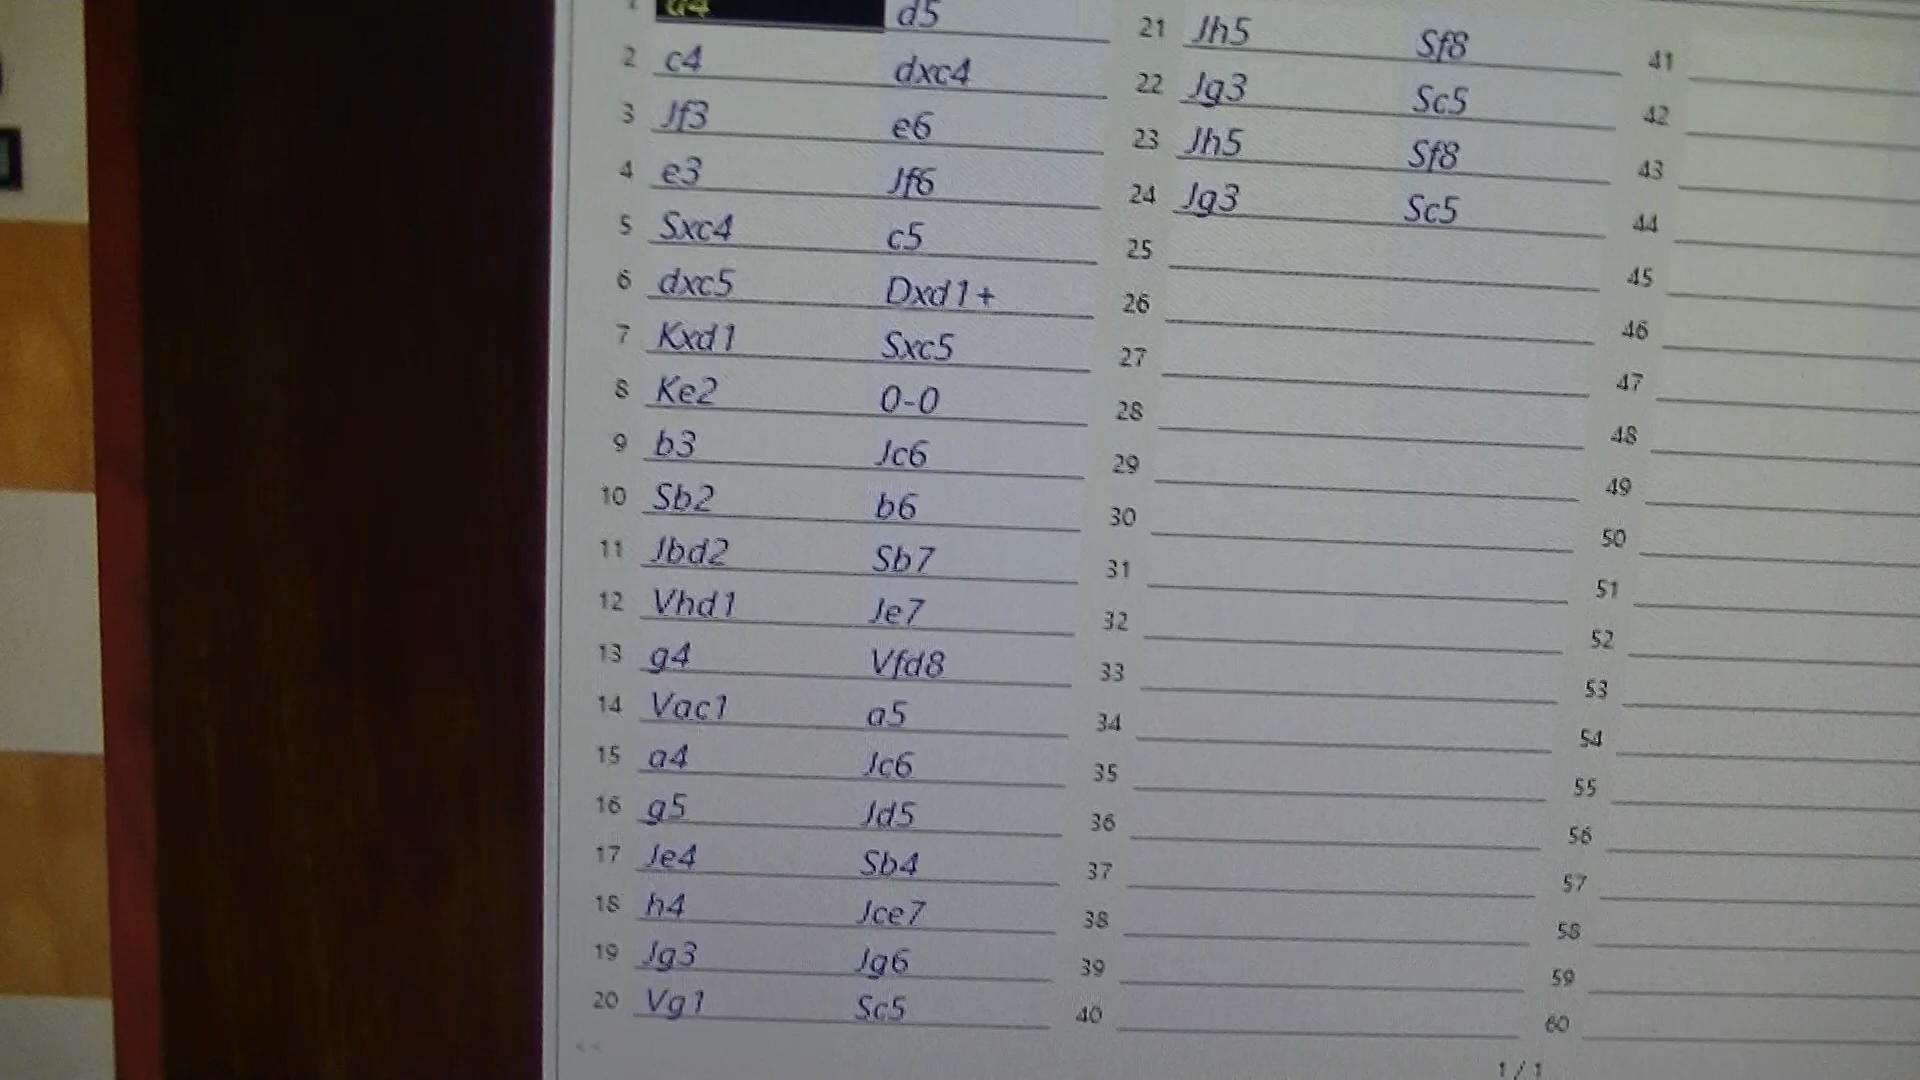 1 d4 d5
2 c4 dxc4
3 Jf3 e6
4 e3 Jf6
5 Sxc4 c5
6 dxc5 Dxd1+
7 Kxd1 Sxc5
8 Ke2 0-0
9 b3 Jc6
10 Sb2 b6
11 Jbd2 Sb7
12 Vhd1 Je7
13 g4 Vfd8
14 Vac1 a5
15 a4 Jc6
16 g5 Jd5
17 Je4 Sb4
18 h4 Jce7
19 Jg3 Jg6
20 Vg1 Sc5
<<
21 Jh5 Sf8
22 Jg3 Sc5
23 Jh5 Sf8
24 Jg3 Sc5
25
26
27
28
29
30
31
32
33
34
35
36
37
38
39
40
41
42
43
44
45
46
47
48
49
50
51
52
53
54
55
56
57
58
59
60
1 / 1